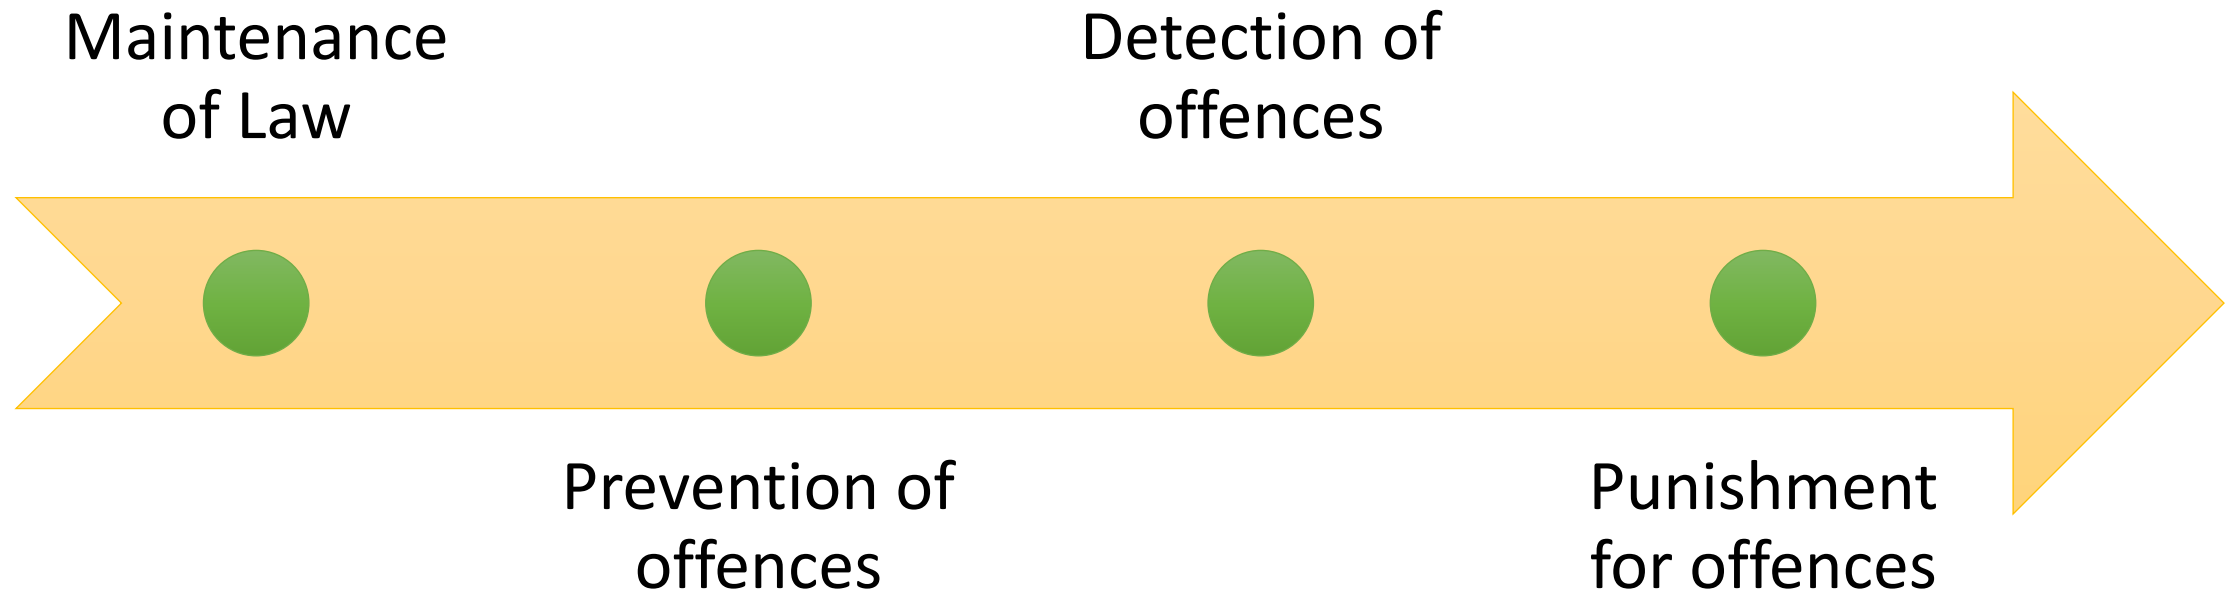 Maintenance
of Law
Prevention of
offences
Detection of
offences
Punishment
for offences